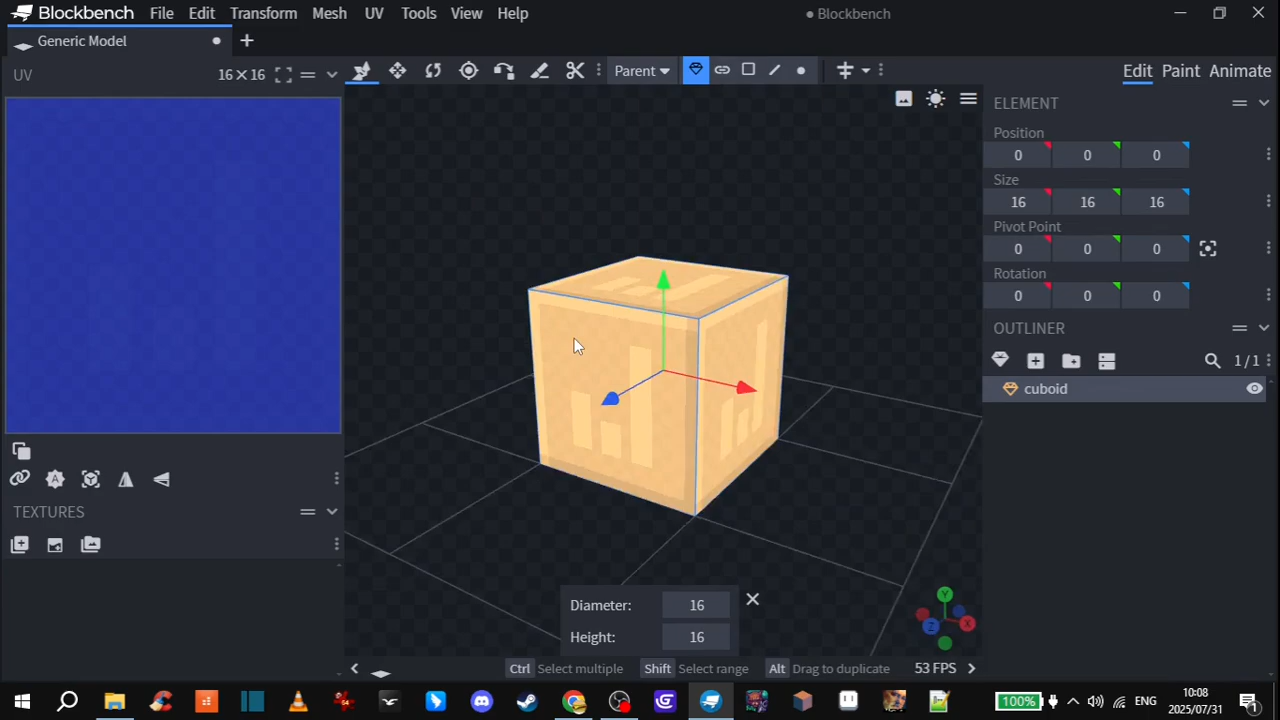 Blockbench File Edit Transform Mesh UV Tools View Help Blockbench
Generic Model
UV 16×16 Parent Edit Paint Animate
ELEMENT
Position
0 0 0
Size
16 16 16
Pivot Point
0 0 0
Rotation
0 0 0
OUTLINER
1/1
cuboid
TEXTURES
Diameter: 16
Height: 16
Ctrl Select multiple Shift Select range Alt Drag to duplicate 53 FPS
Y
X
Z
100% ENG 10:08
2025/07/31